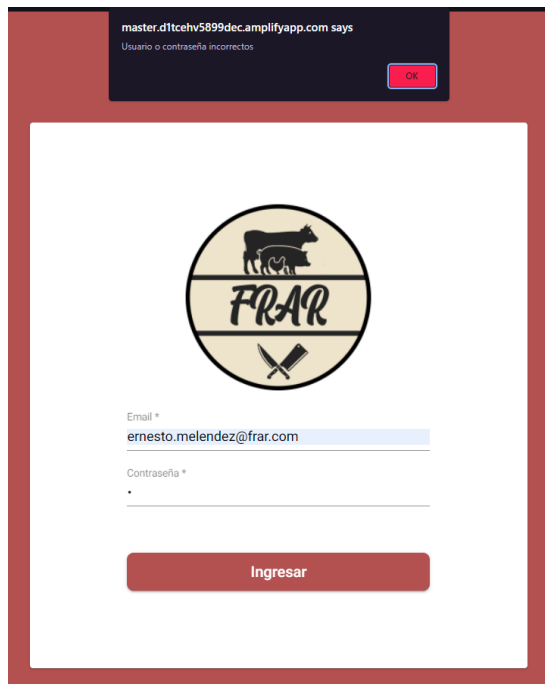 master.d1tcehv5899dec.amplifyapp.com says
Usuario o contraseña incorrectos
OK
FRAR
Email *
ernesto.melendez@frar.com
Contraseña *
•
Ingresar